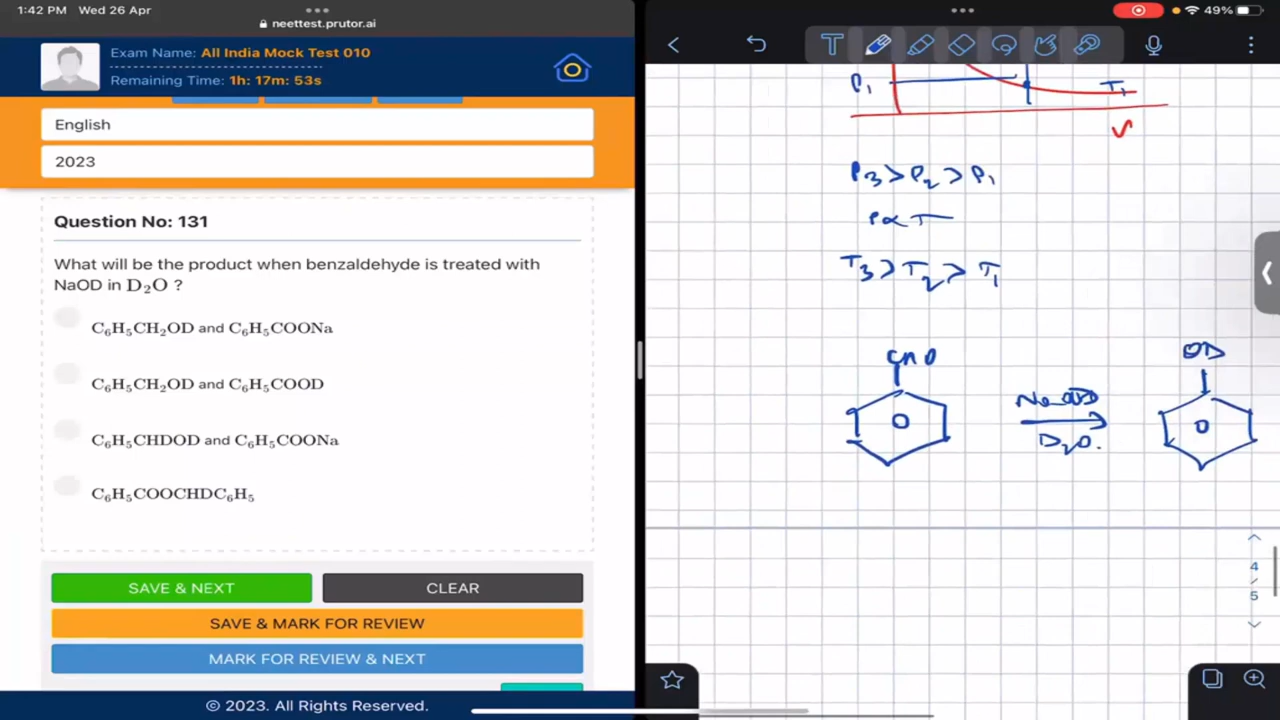 1:42 PM Wed 26 Apr
neettest.prutor.ai
49%
Exam Name: All India Mock Test 010
Remaining Time: 1h: 17m: 53s
English
2023
Question No: 131
What will be the product when benzaldehyde is treated with
NaOD in D₂O ?
C₆H₅CH₂OD and C₆H₅COONa
C₆H₅CH₂OD and C₆H₅COOD
C₆H₅CHDOD and C₆H₅COONa
C₆H₅COOCHDC₆H₅
SAVE & NEXT
CLEAR
SAVE & MARK FOR REVIEW
MARK FOR REVIEW & NEXT
© 2023. All Rights Reserved.
T
P₁
T₁
V
P₃ > P₂ > P₁
P ∝ T
T₃ > T₂ > T₁
CHO
OD
NaOD
D₂O.
4
5